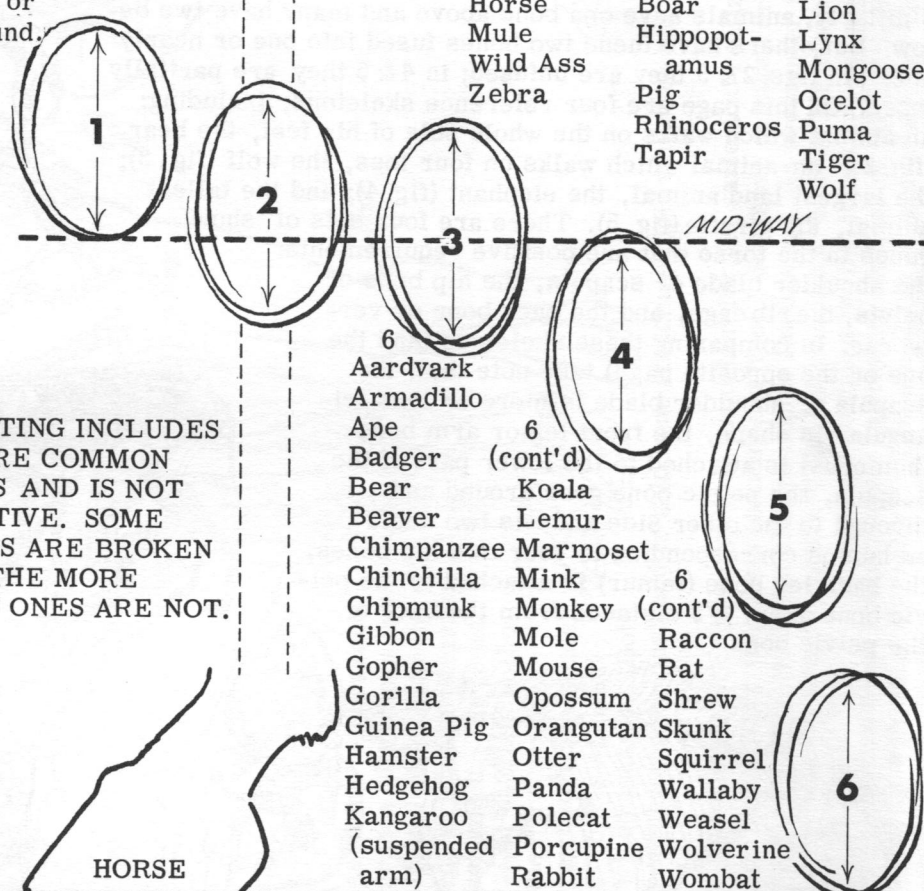 or
und.
Horse
Mule
Wild Ass
Zebra
Boar
Hippopot-
amus
Pig
Rhinoceros
Tapir
Lion
Lynx
Mongoose
Ocelot
Puma
Tiger
Wolf
MID-WAY
1
2
3
4
5
6
TING INCLUDES
RE COMMON
S AND IS NOT
TIVE. SOME
S ARE BROKEN
THE MORE
ONES ARE NOT.
6
Aardvark
Armadillo
Ape
Badger
Bear
Beaver
Chimpanzee
Chinchilla
Chipmunk
Gibbon
Gopher
Gorilla
Guinea Pig
Hamster
Hedgehog
Kangaroo
(suspended
arm)
6
(cont'd)
Koala
Lemur
Marmoset
Mink
Monkey
Mole
Mouse
Opossum
Orangutan
Otter
Panda
Polecat
Porcupine
Rabbit
6
(cont'd)
Raccon
Rat
Shrew
Skunk
Squirrel
Wallaby
Weasel
Wolverine
Wombat
HORSE